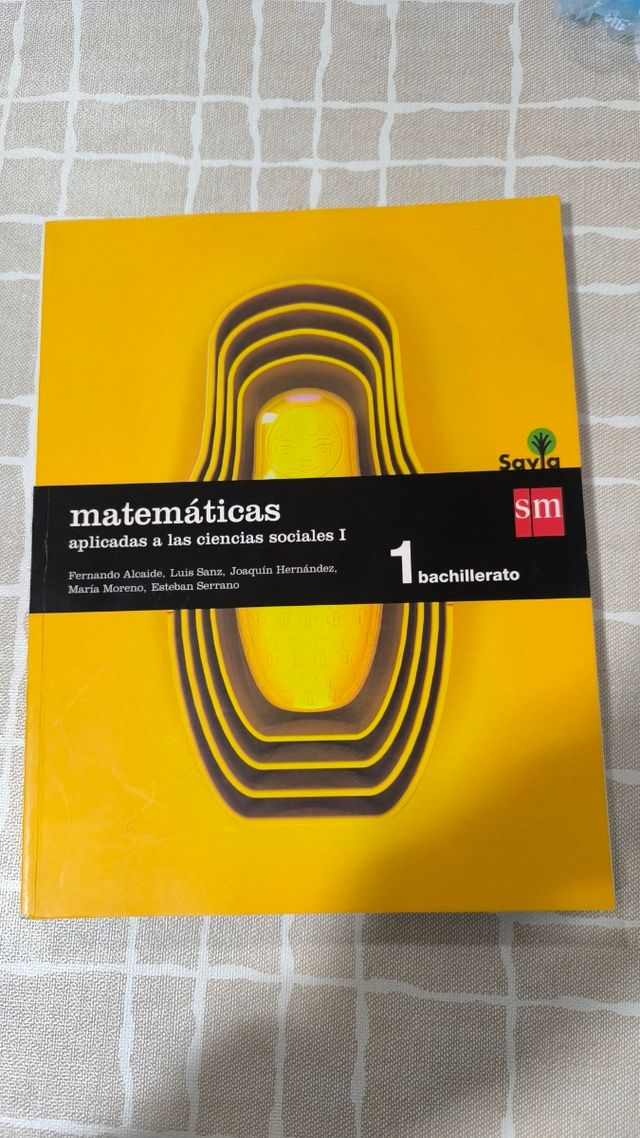 Savia
sm
matemáticas
aplicadas a las ciencias sociales I
Fernando Alcaide, Luis Sanz, Joaquín Hernández,
María Moreno, Esteban Serrano
1 bachillerato